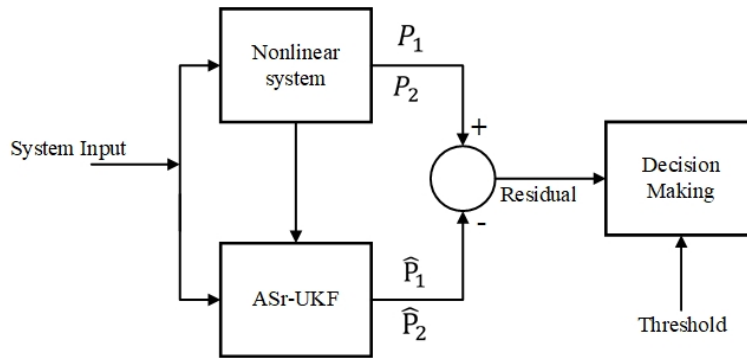 Nonlinear
system
P₁
P₂
System Input
+
Residual
-
Decision
Making
ASr-UKF
P̂₁
P̂₂
Threshold